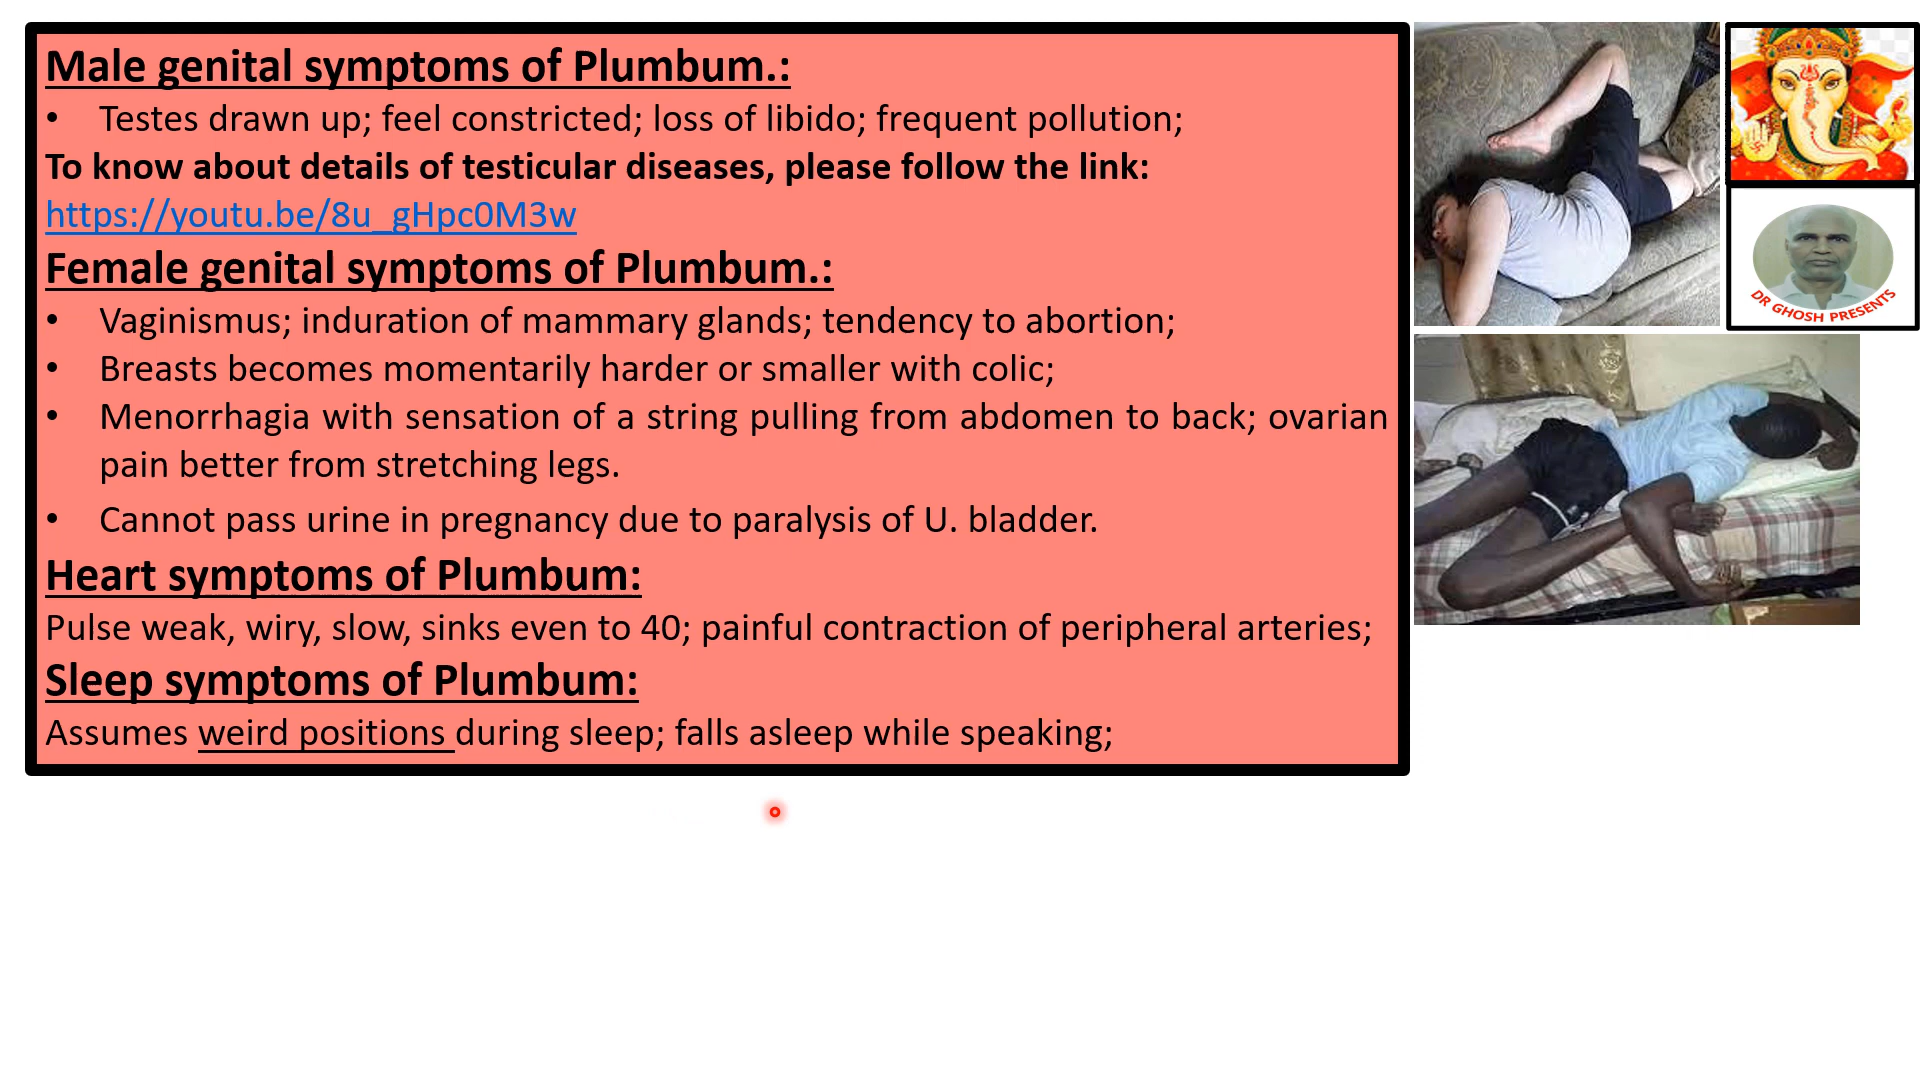 Male genital symptoms of Plumbum.:
• Testes drawn up; feel constricted; loss of libido; frequent pollution;
To know about details of testicular diseases, please follow the link:
https://youtu.be/8u_gHpc0M3w
Female genital symptoms of Plumbum.:
• Vaginismus; induration of mammary glands; tendency to abortion;
• Breasts becomes momentarily harder or smaller with colic;
• Menorrhagia with sensation of a string pulling from abdomen to back; ovarian
pain better from stretching legs.
• Cannot pass urine in pregnancy due to paralysis of U. bladder.
Heart symptoms of Plumbum:
Pulse weak, wiry, slow, sinks even to 40; painful contraction of peripheral arteries;
Sleep symptoms of Plumbum:
Assumes weird positions during sleep; falls asleep while speaking;
DR GHOSH PRESENTS